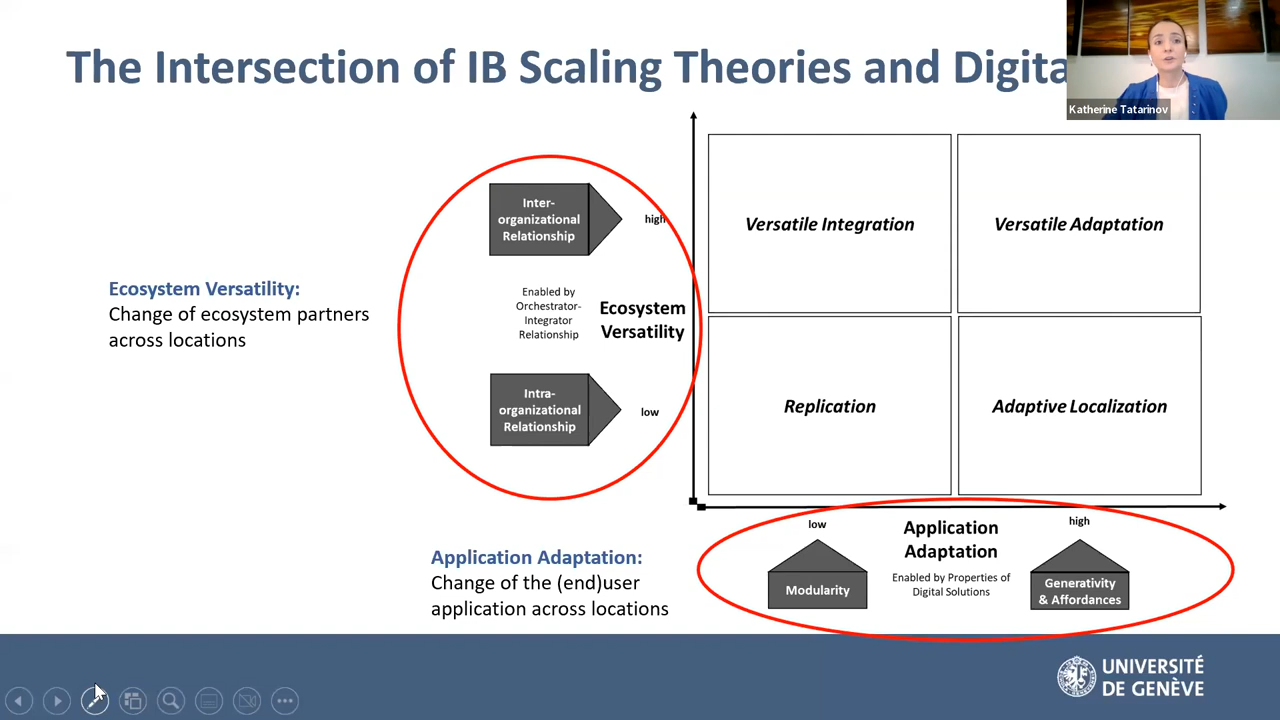 The Intersection of IB Scaling Theories and Digita
Katherine Tatarinov
Inter-
organizational
Relationship
high
Versatile Integration
Versatile Adaptation
Ecosystem Versatility:
Change of ecosystem partners
across locations
Enabled by
Orchestrator-
Integrator
Relationship
Ecosystem
Versatility
Intra-
organizational
Relationship
low
Replication
Adaptive Localization
Application Adaptation:
Change of the (end)user
application across locations
low
Modularity
Application
Adaptation
Enabled by Properties of
Digital Solutions
high
Generativity
& Affordances
UNIVERSITÉ
DE GENÈVE